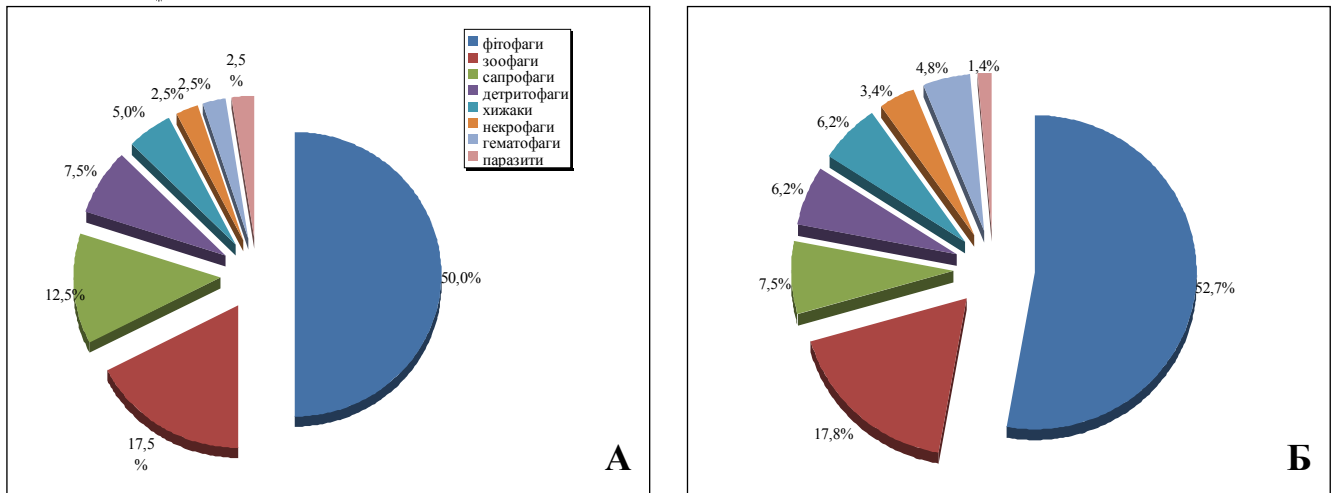 2,5
%
2,5%
2,5%
5,0%
7,5%
12,5%
17,5
%
50,0%
фітофаги
зоофаги
сапрофаги
детритофаги
хижаки
некрофаги
гематофаги
паразити
А
1,4%
4,8%
3,4%
6,2%
6,2%
7,5%
17,8%
52,7%
Б